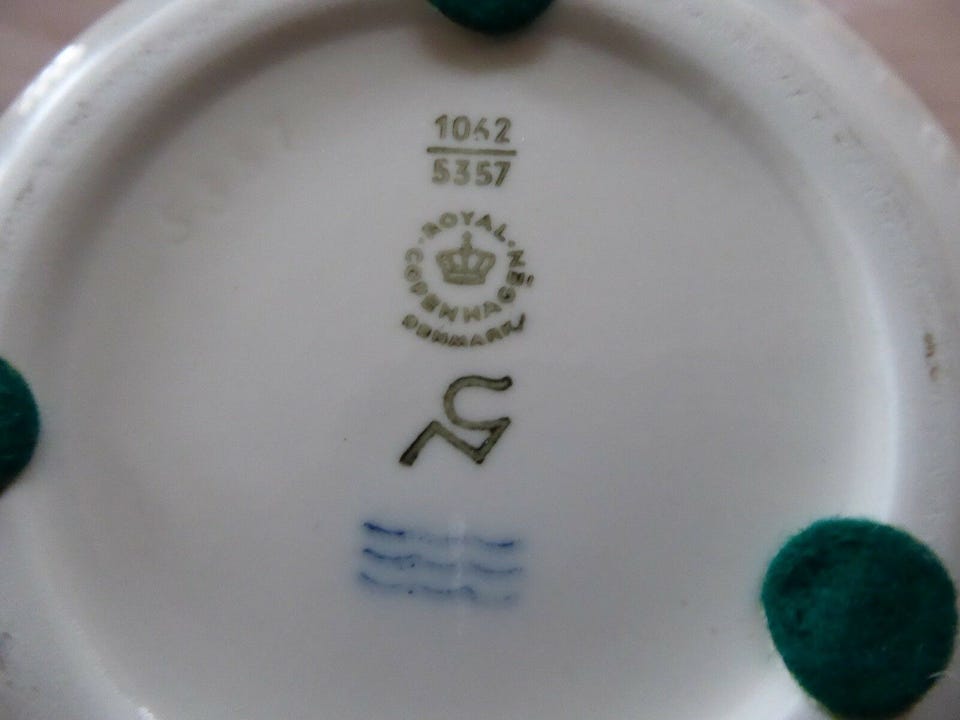 1062
5357
ROYAL
COPENHAGEN
DENMARK